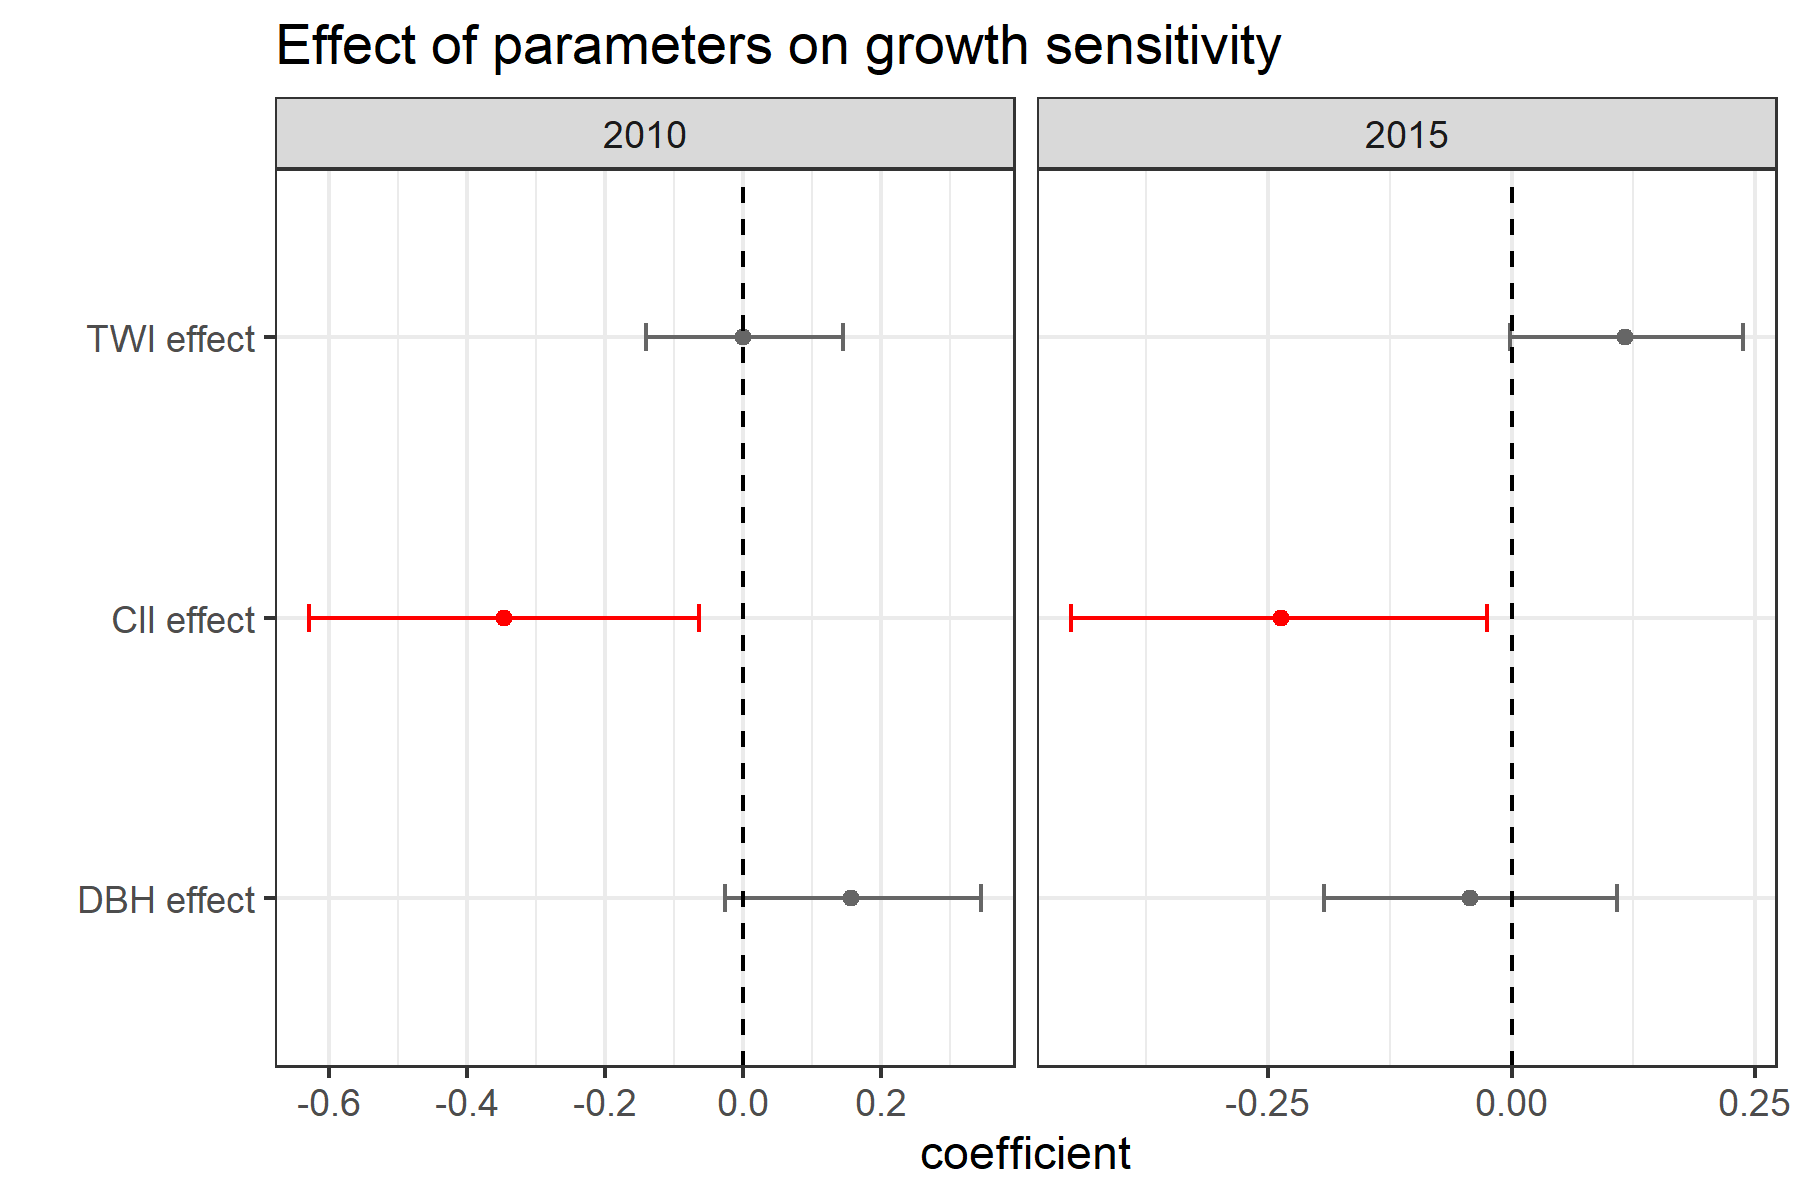 Effect of parameters on growth sensitivity
2010
2015
TWI effect
CII effect
DBH effect
-0.6 -0.4 -0.2 0.0 0.2
-0.25 0.00 0.25
coefficient